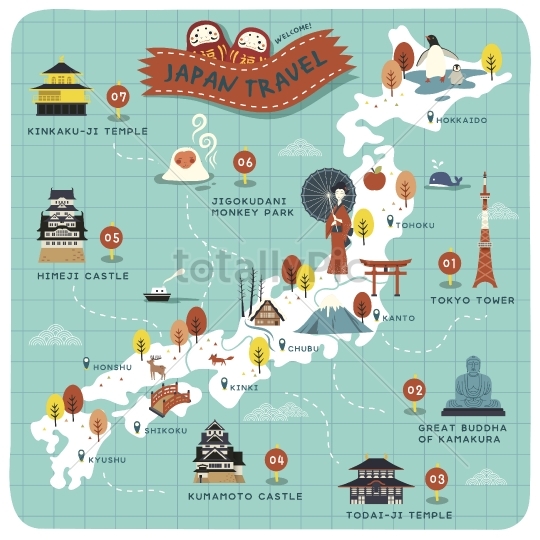 WELCOME!
福 福
JAPAN TRAVEL
07
KINKAKU-JI TEMPLE
HOKKAIDO
06
JIGOKUDANI
MONKEY PARK
TOHOKU
05
HIMEJI CASTLE
01
TOKYO TOWER
totallyPic
KANTO
CHUBU
HONSHU
KINKI
02
GREAT BUDDHA
OF KAMAKURA
SHIKOKU
KYUSHU
04
KUMAMOTO CASTLE
03
TODAI-JI TEMPLE